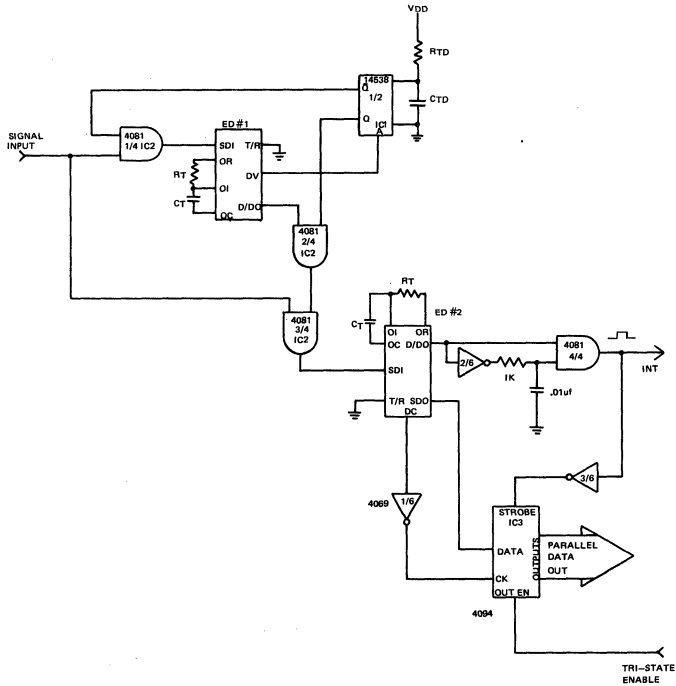 VDD
RTD
14538
Q
1/2
CTD
Q
IC1
A
SIGNAL
INPUT
4081
1/4 IC2
ED#1
SDI
T/R
OR
RT
DV
OI
CT
D/DO
OC
4081
2/4
IC2
4081
3/4
IC2
RT
ED #2
CT
OI
OR
OC
D/DO
SDI
T/R
SDO
DC
2/6
1K
4081
4/4
INT
.01uf
3/6
4069
1/6
STROBE
IC3
DATA
OUTPUTS
PARALLEL
DATA
OUT
CK
OUT EN
4094
TRI-STATE
ENABLE